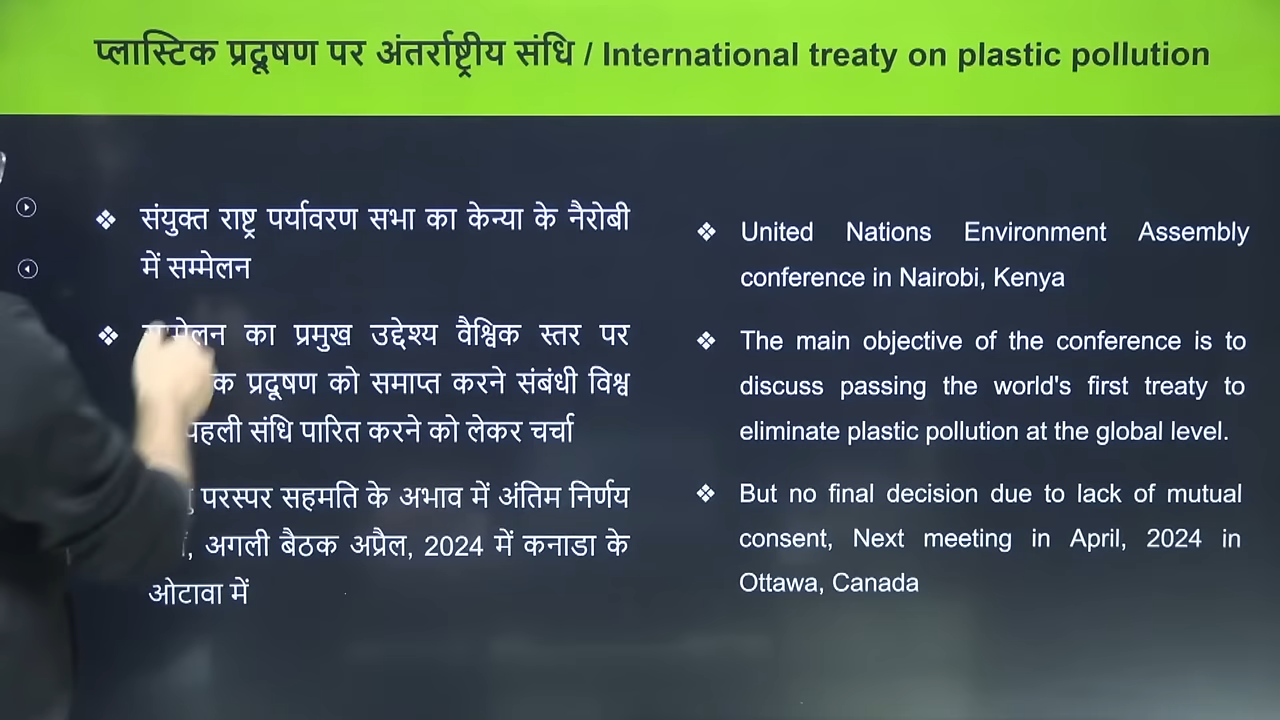 प्लास्टिक प्रदूषण पर अंतर्राष्ट्रीय संधि / International treaty on plastic pollution
❖ संयुक्त राष्ट्र पर्यावरण सभा का केन्या के नैरोबी
में सम्मेलन
❖ का प्रमुख उद्देश्य वैश्विक स्तर पर
प्रदूषण को समाप्त करने संबंधी विश्व
पहली संधि पारित करने को लेकर चर्चा
परस्पर सहमति के अभाव में अंतिम निर्णय
अगली बैठक अप्रैल, 2024 में कनाडा के
ओटावा में
❖ United Nations Environment Assembly
conference in Nairobi, Kenya
❖ The main objective of the conference is to
discuss passing the world's first treaty to
eliminate plastic pollution at the global level.
❖ But no final decision due to lack of mutual
consent, Next meeting in April, 2024 in
Ottawa, Canada